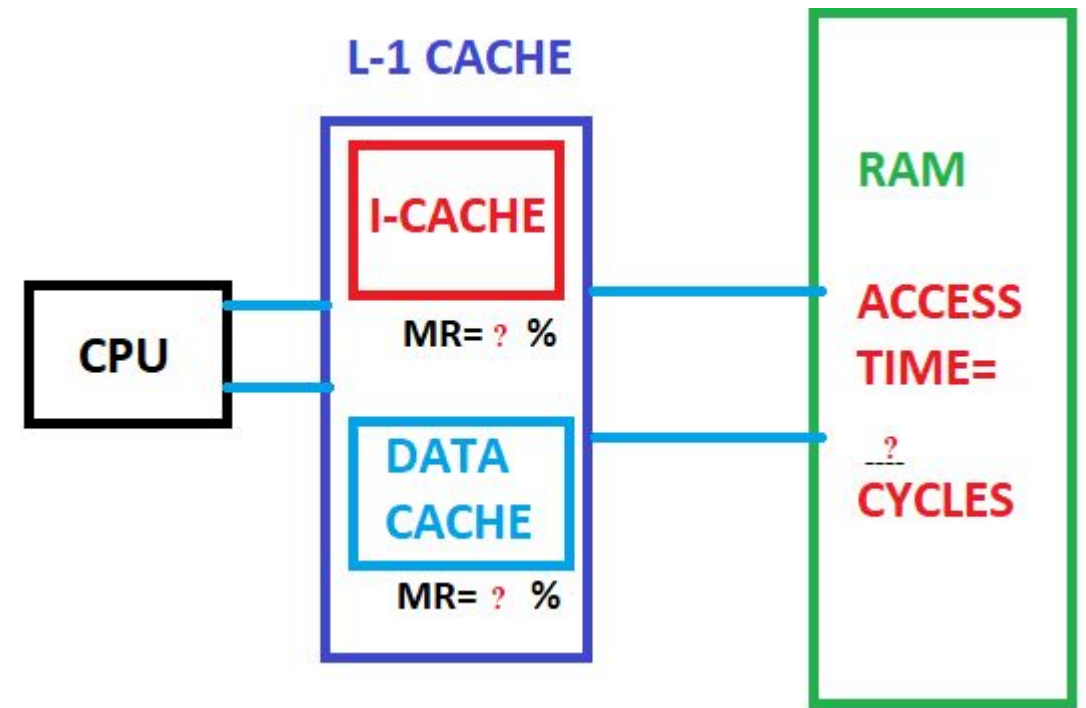 L-1 CACHE
I-CACHE
MR= ? %
CPU
DATA
CACHE
MR= ? %
RAM
ACCESS
TIME=
?
CYCLES